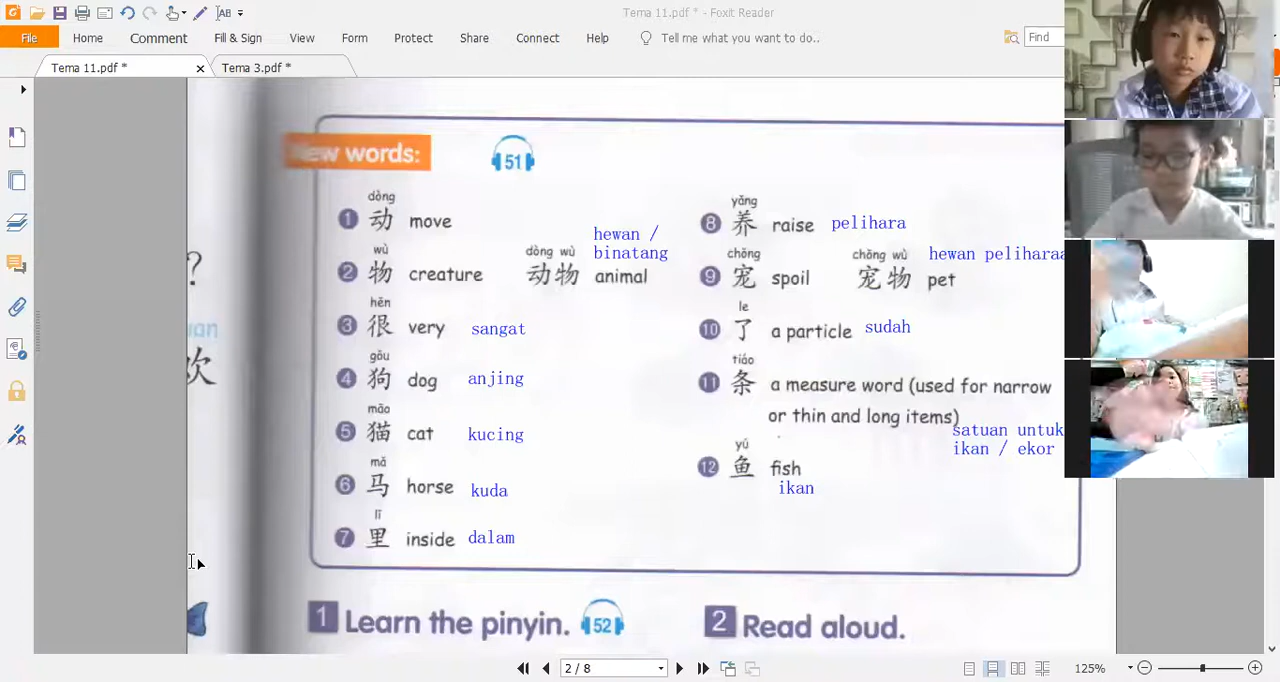 Tema 11.pdf * - Foxit Reader
File Home Comment Fill & Sign View Form Protect Share Connect Help Tell me what you want to do.. Find
Tema 11.pdf * Tema 3.pdf *
New words: 51
dòng
1 动 move
wù
2 物 creature
dòng wù
动物 animal
hewan /
binatang
hěn
3 很 very sangat
gǒu
4 狗 dog anjing
māo
5 猫 cat kucing
mǎ
6 马 horse kuda
lǐ
7 里 inside dalam
yǎng
8 养 raise pelihara
chǒng
9 宠 spoil
chǒng wù
宠物 pet
hewan peliharaa
le
10 了 a particle sudah
tiáo
11 条 a measure word (used for narrow
or thin and long items)
satuan untuk
ikan / ekor
yú
12 鱼 fish
ikan
?
uan
欢
1 Learn the pinyin. 52
2 Read aloud.
2 / 8
125%